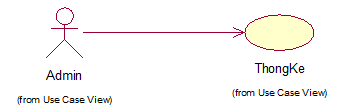 ThongKe
Admin
(from Use Case View)
(from Use Case View)